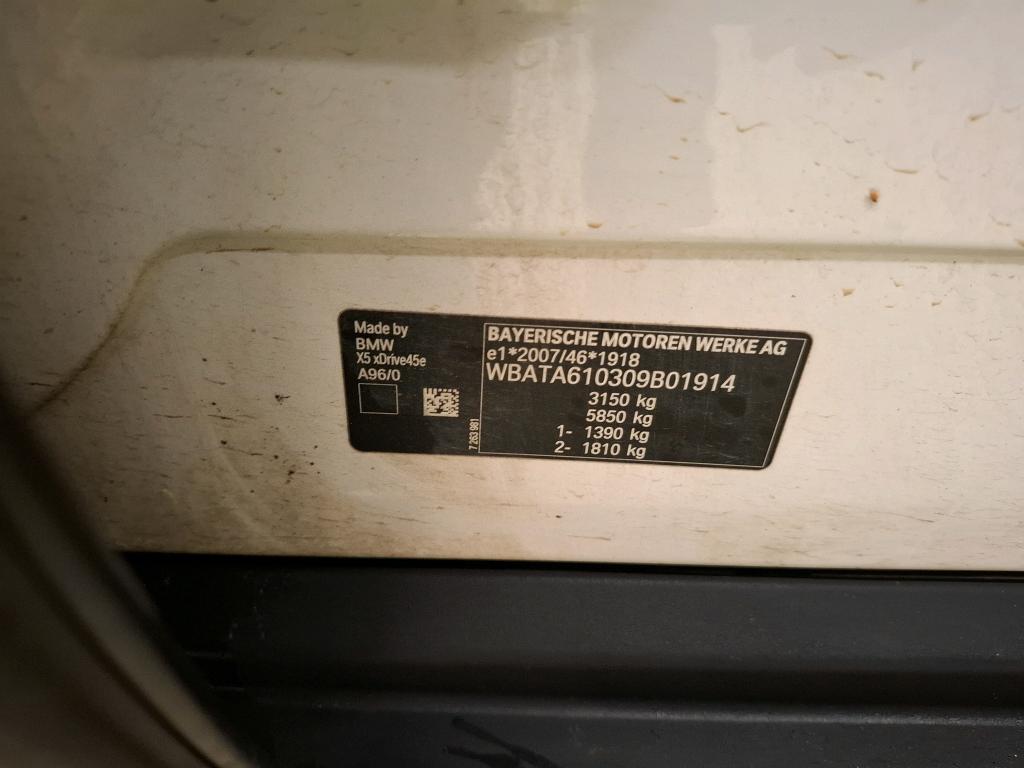 Made by
BMW
X5 xDrive45e
A96/0
7 263 981
BAYERISCHE MOTOREN WERKE AG
e1*2007/46*1918
WBATA610309B01914
3150 kg
5850 kg
1- 1390 kg
2- 1810 kg